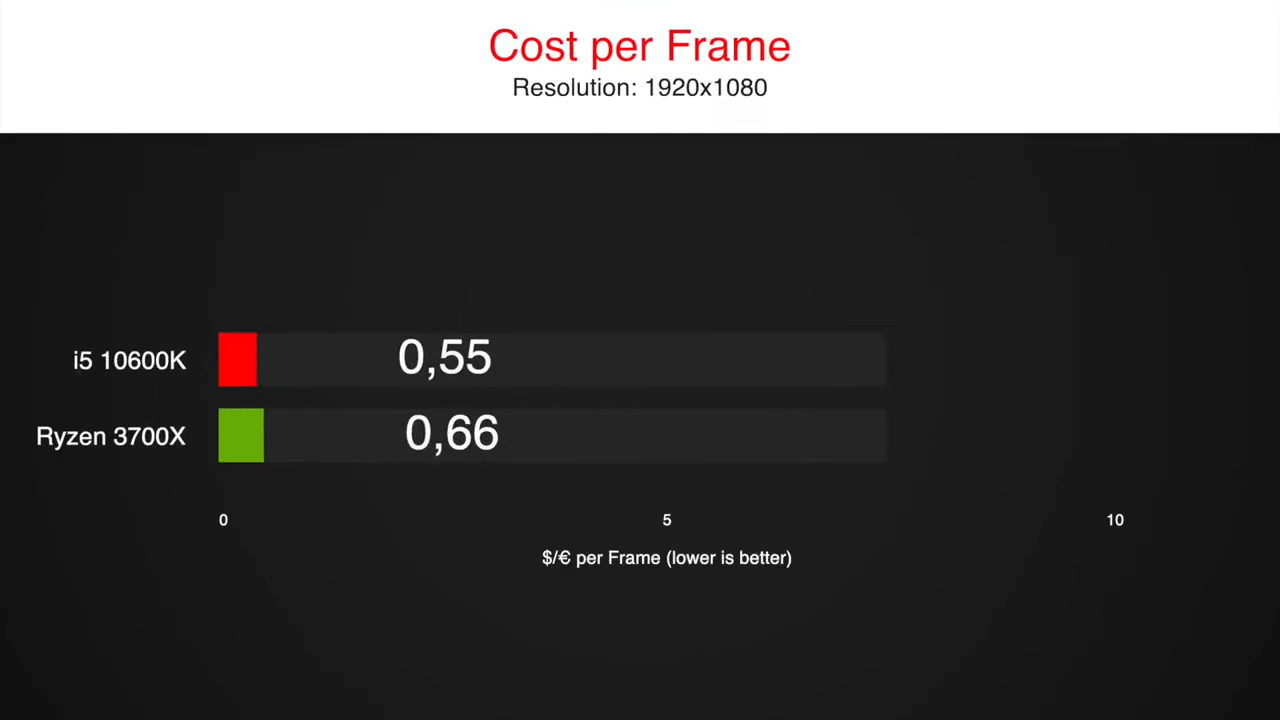 Cost per Frame
Resolution: 1920x1080
i5 10600K
0,55
Ryzen 3700X
0,66
0 5 10
$/€ per Frame (lower is better)